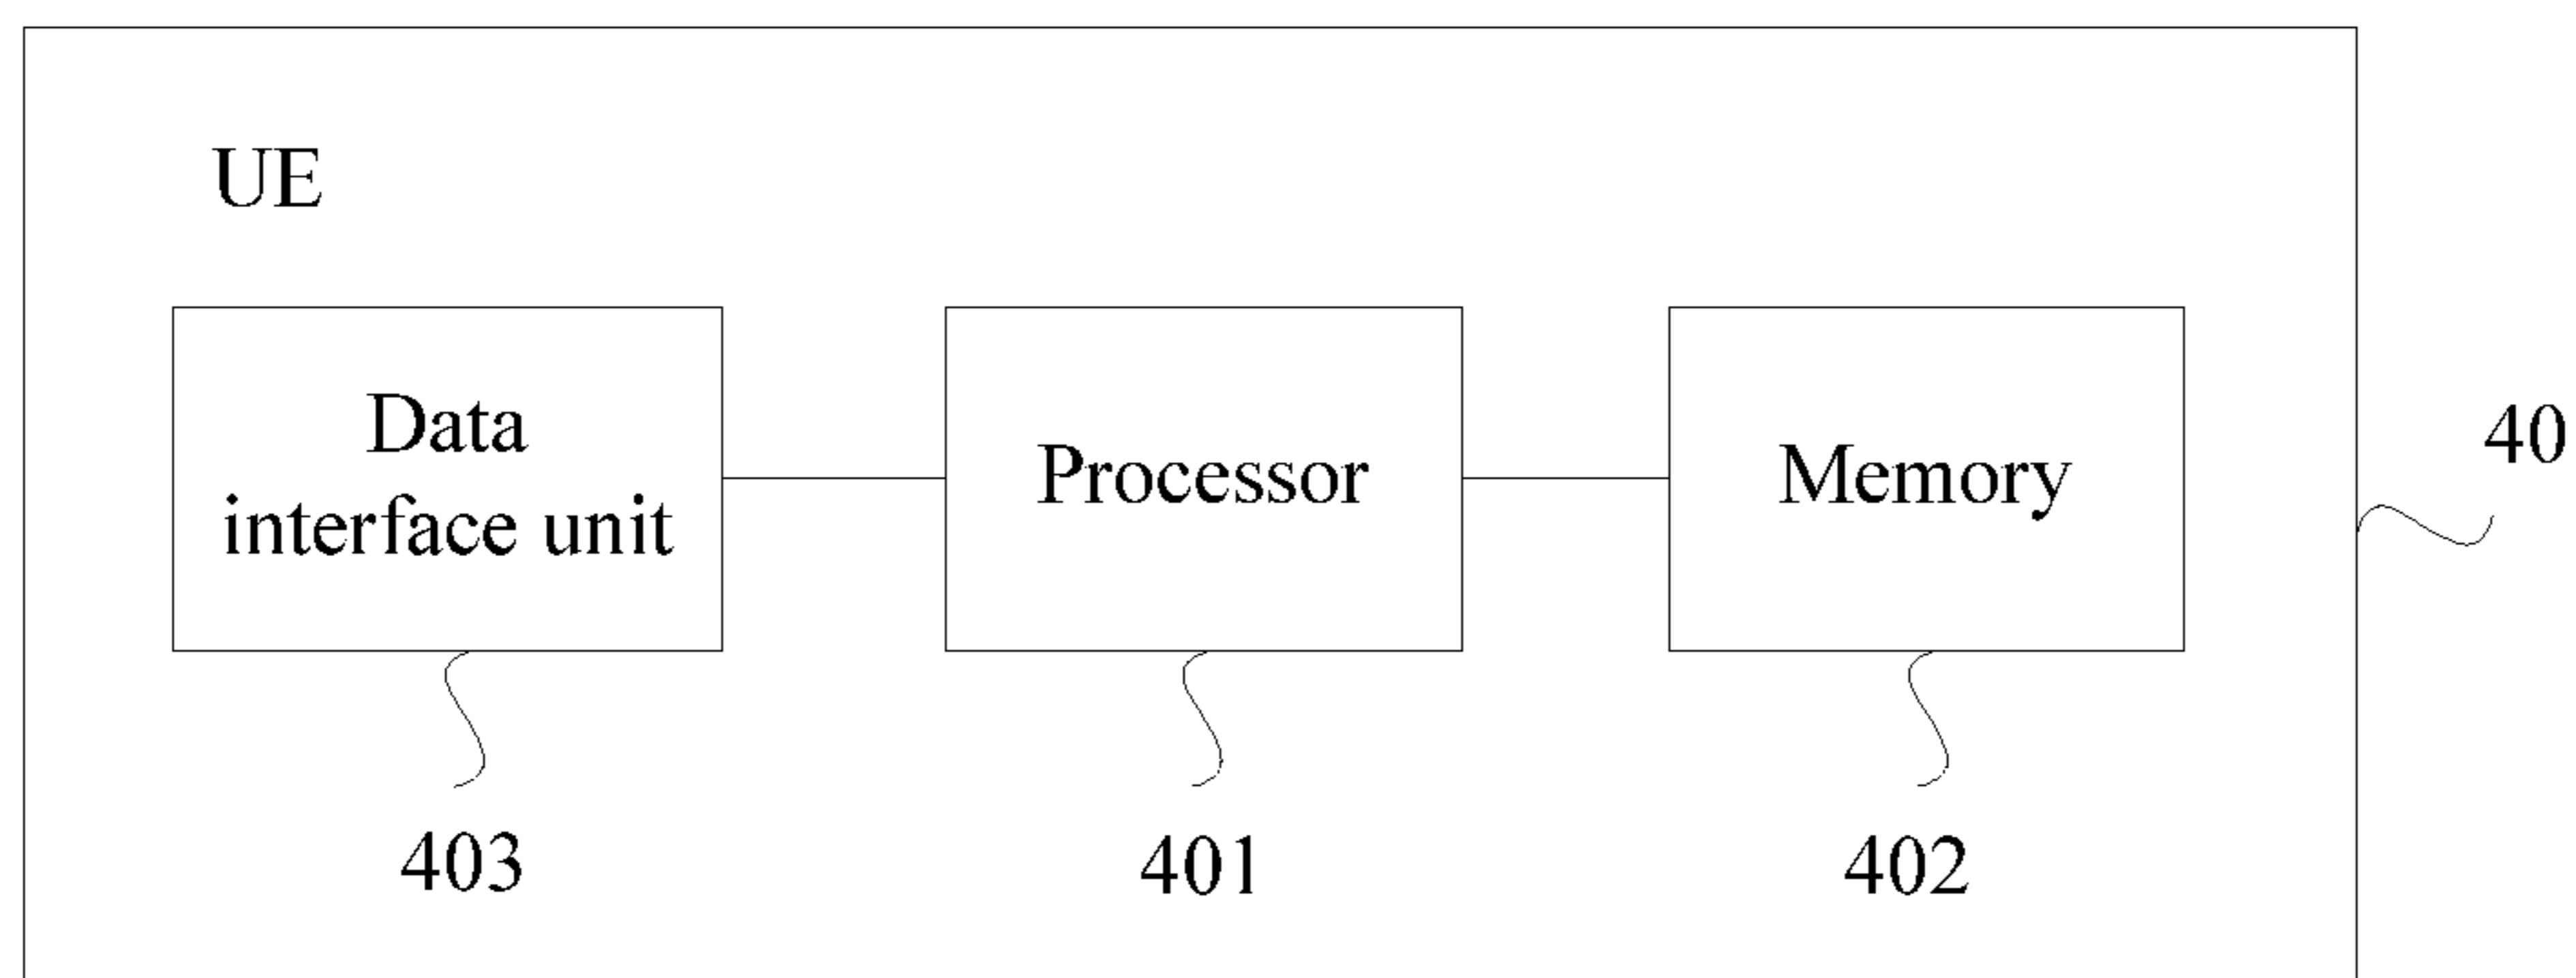 UE
Data
interface unit
Processor
Memory
40
403
401
402